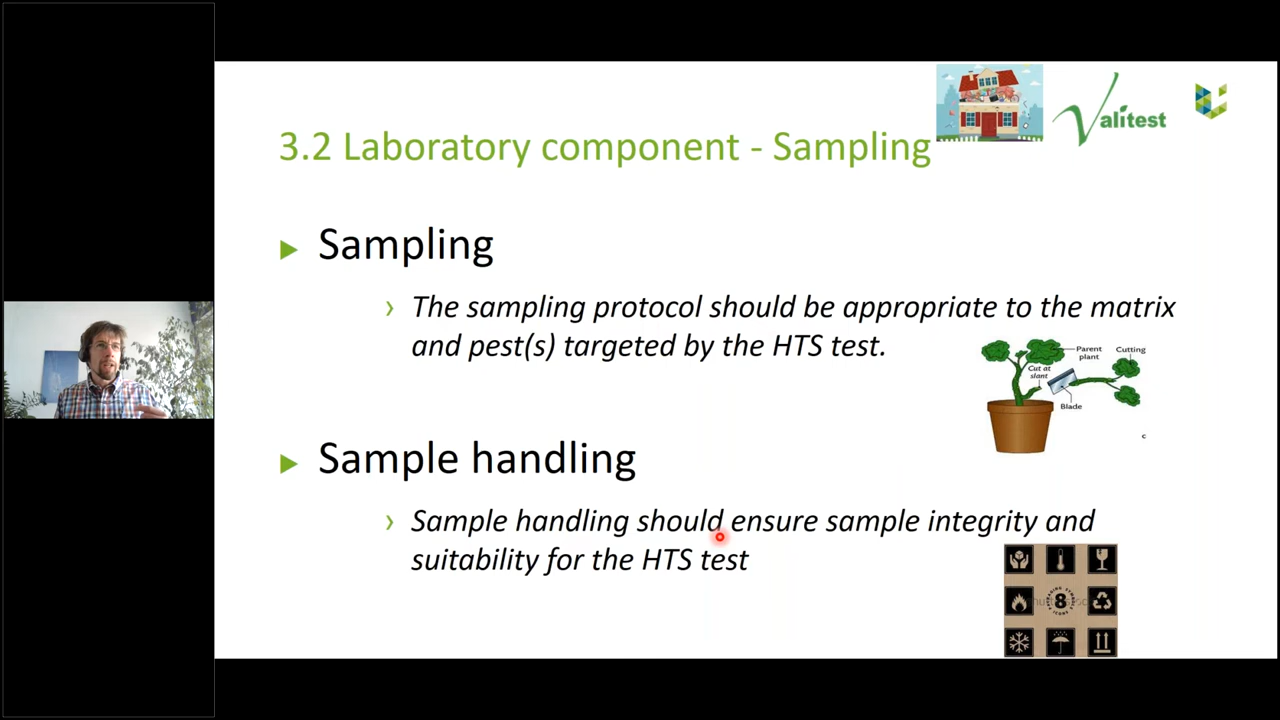 3.2 Laboratory component - Sampling
Valitest
Sampling
The sampling protocol should be appropriate to the matrix
and pest(s) targeted by the HTS test.
Parent
plant
Cutting
Cut at
slant
Blade
c
Sample handling
Sample handling should ensure sample integrity and
suitability for the HTS test
8